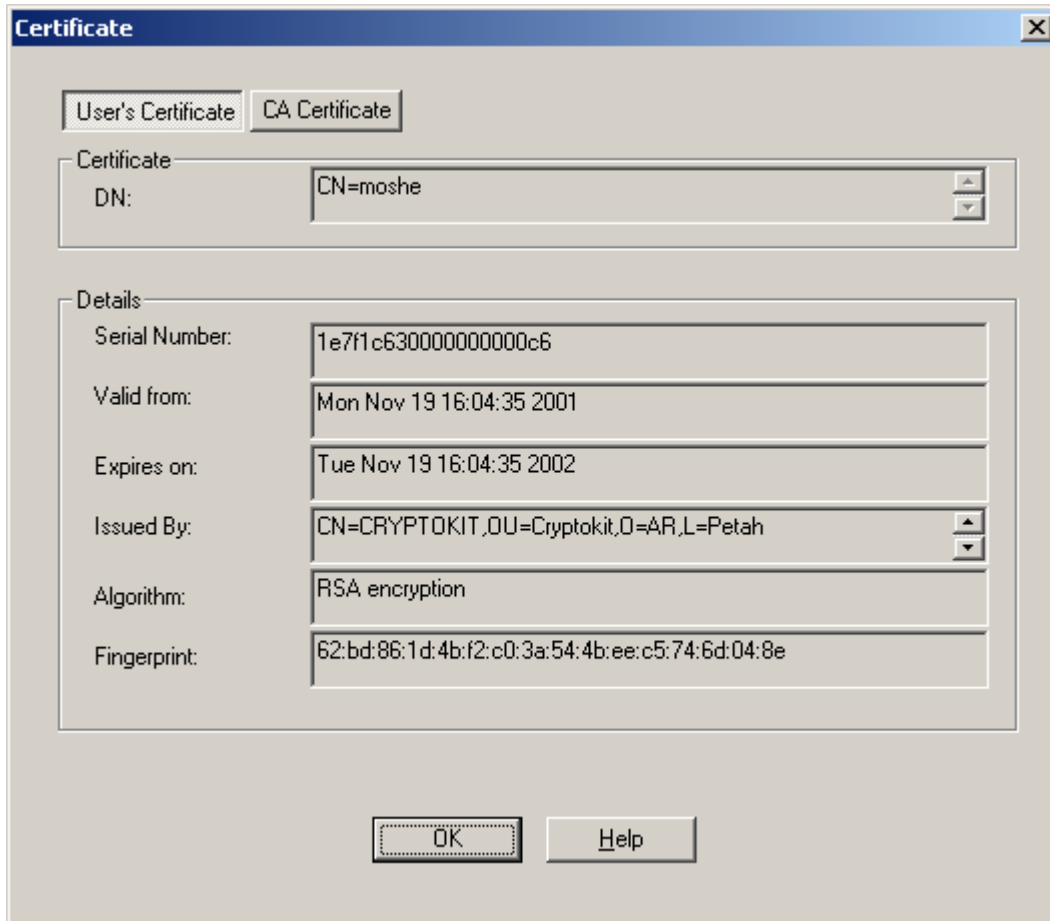 Certificate
User's Certificate CA Certificate
Certificate
DN: CN=moshe
Details
Serial Number: 1e7f1c630000000000c6
Valid from: Mon Nov 19 16:04:35 2001
Expires on: Tue Nov 19 16:04:35 2002
Issued By: CN=CRYPTOKIT,OU=Cryptokit,O=AR,L=Petah
Algorithm: RSA encryption
Fingerprint: 62:bd:86:1d:4b:f2:c0:3a:54:4b:ee:c5:74:6d:04:8e
OK Help